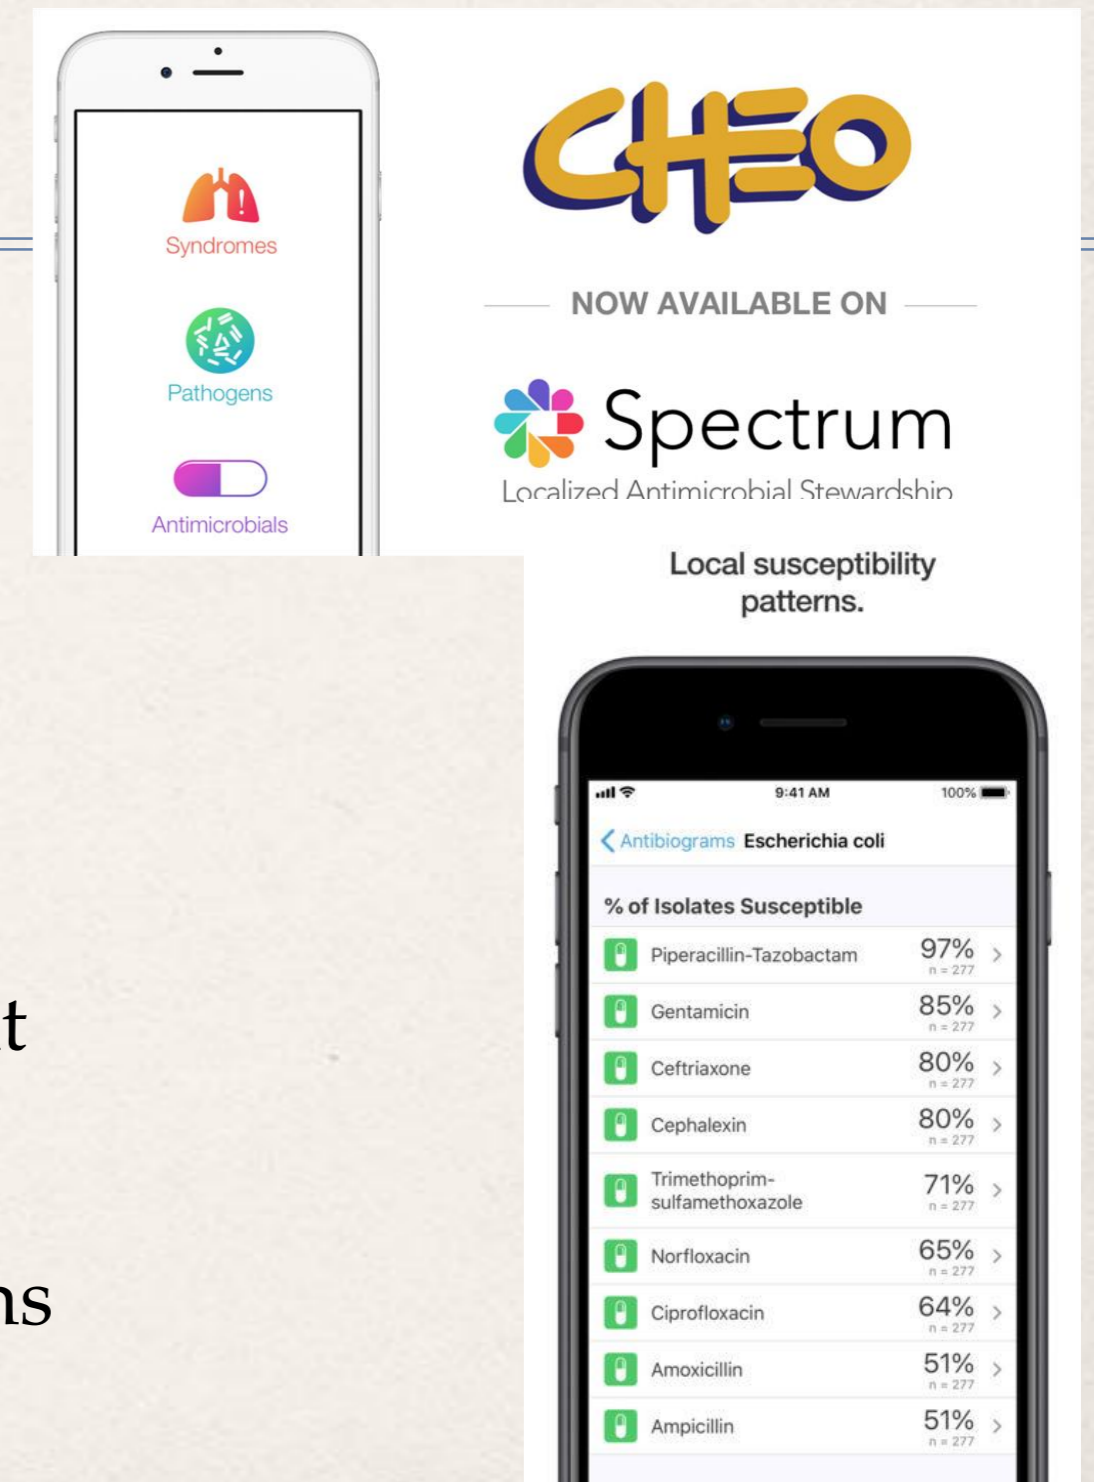 Syndromes
Pathogens
Antimicrobials
CHEO
NOW AVAILABLE ON
Spectrum
Localized Antimicrobial Stewardship
Local susceptibility
patterns.
9:41 AM
100%
Antibiograms Escherichia coli
% of Isolates Susceptible
Piperacillin-Tazobactam 97%
n = 277
Gentamicin 85%
n = 277
Ceftriaxone 80%
n = 277
Cephalexin 80%
n = 277
Trimethoprim-
sulfamethoxazole 71%
n = 277
Norfloxacin 65%
n = 277
Ciprofloxacin 64%
n = 277
Amoxicillin 51%
n = 277
Ampicillin 51%
n = 277